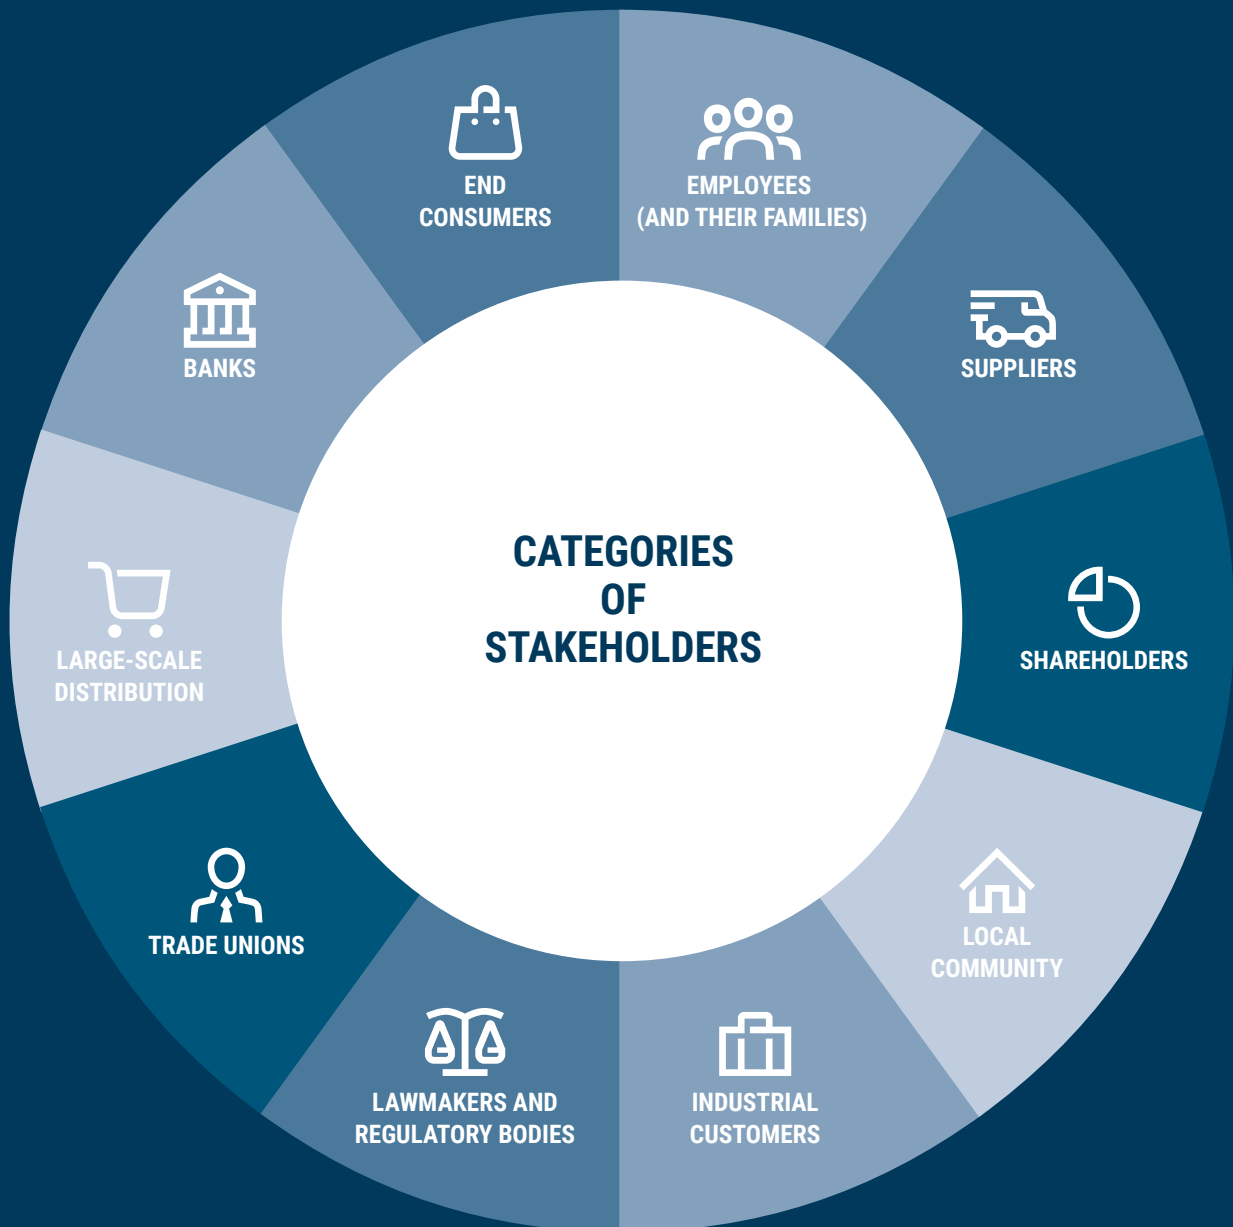 CATEGORIES
OF
STAKEHOLDERS
EMPLOYEES
(AND THEIR FAMILIES)
SUPPLIERS
SHAREHOLDERS
LOCAL
COMMUNITY
INDUSTRIAL
CUSTOMERS
LAWMAKERS AND
REGULATORY BODIES
TRADE UNIONS
LARGE-SCALE
DISTRIBUTION
BANKS
END
CONSUMERS